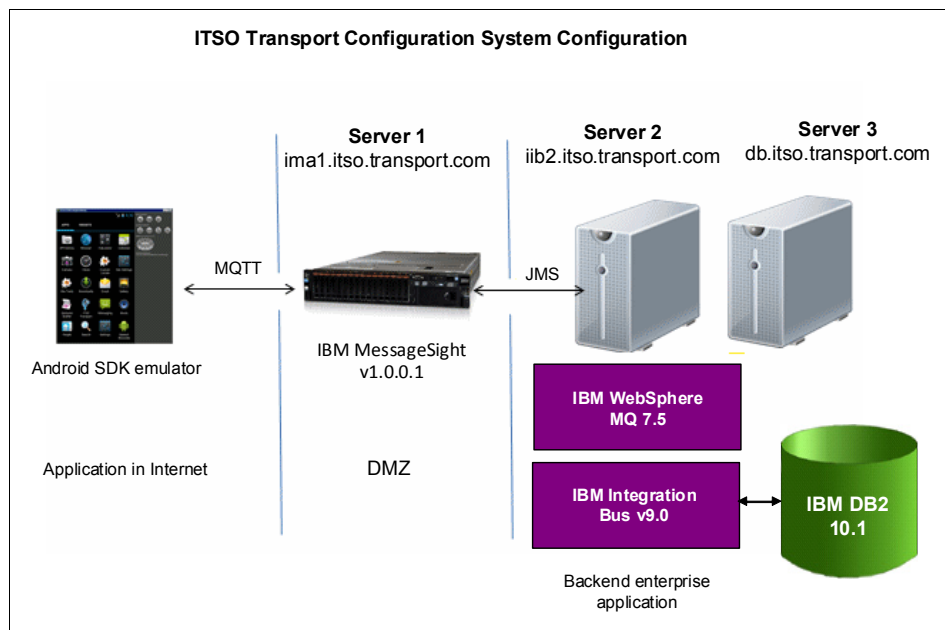 ITSO Transport Configuration System Configuration
Server 1
ima1.itso.transport.com
Server 2
iib2.itso.transport.com
Server 3
db.itso.transport.com
MQTT
JMS
Android SDK emulator
IBM MessageSight
v1.0.0.1
IBM WebSphere
MQ 7.5
Application in Internet
DMZ
IBM Integration
Bus v9.0
IBM DB2
10.1
Backend enterprise
application